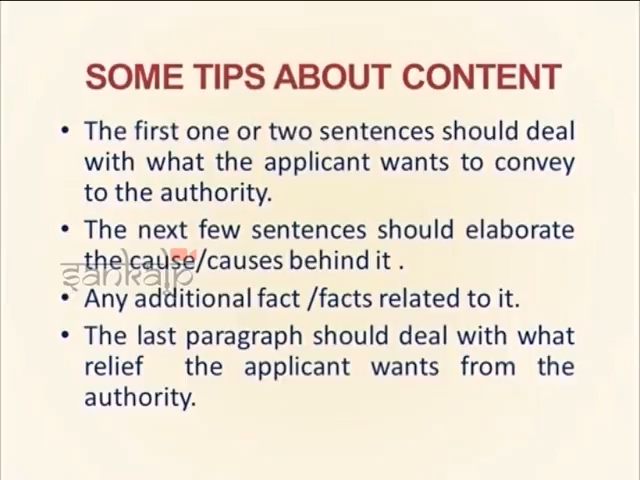 SOME TIPS ABOUT CONTENT
• The first one or two sentences should deal
with what the applicant wants to convey
to the authority.
• The next few sentences should elaborate
the cause/causes behind it .
sankalp
• Any additional fact /facts related to it.
• The last paragraph should deal with what
relief the applicant wants from the
authority.